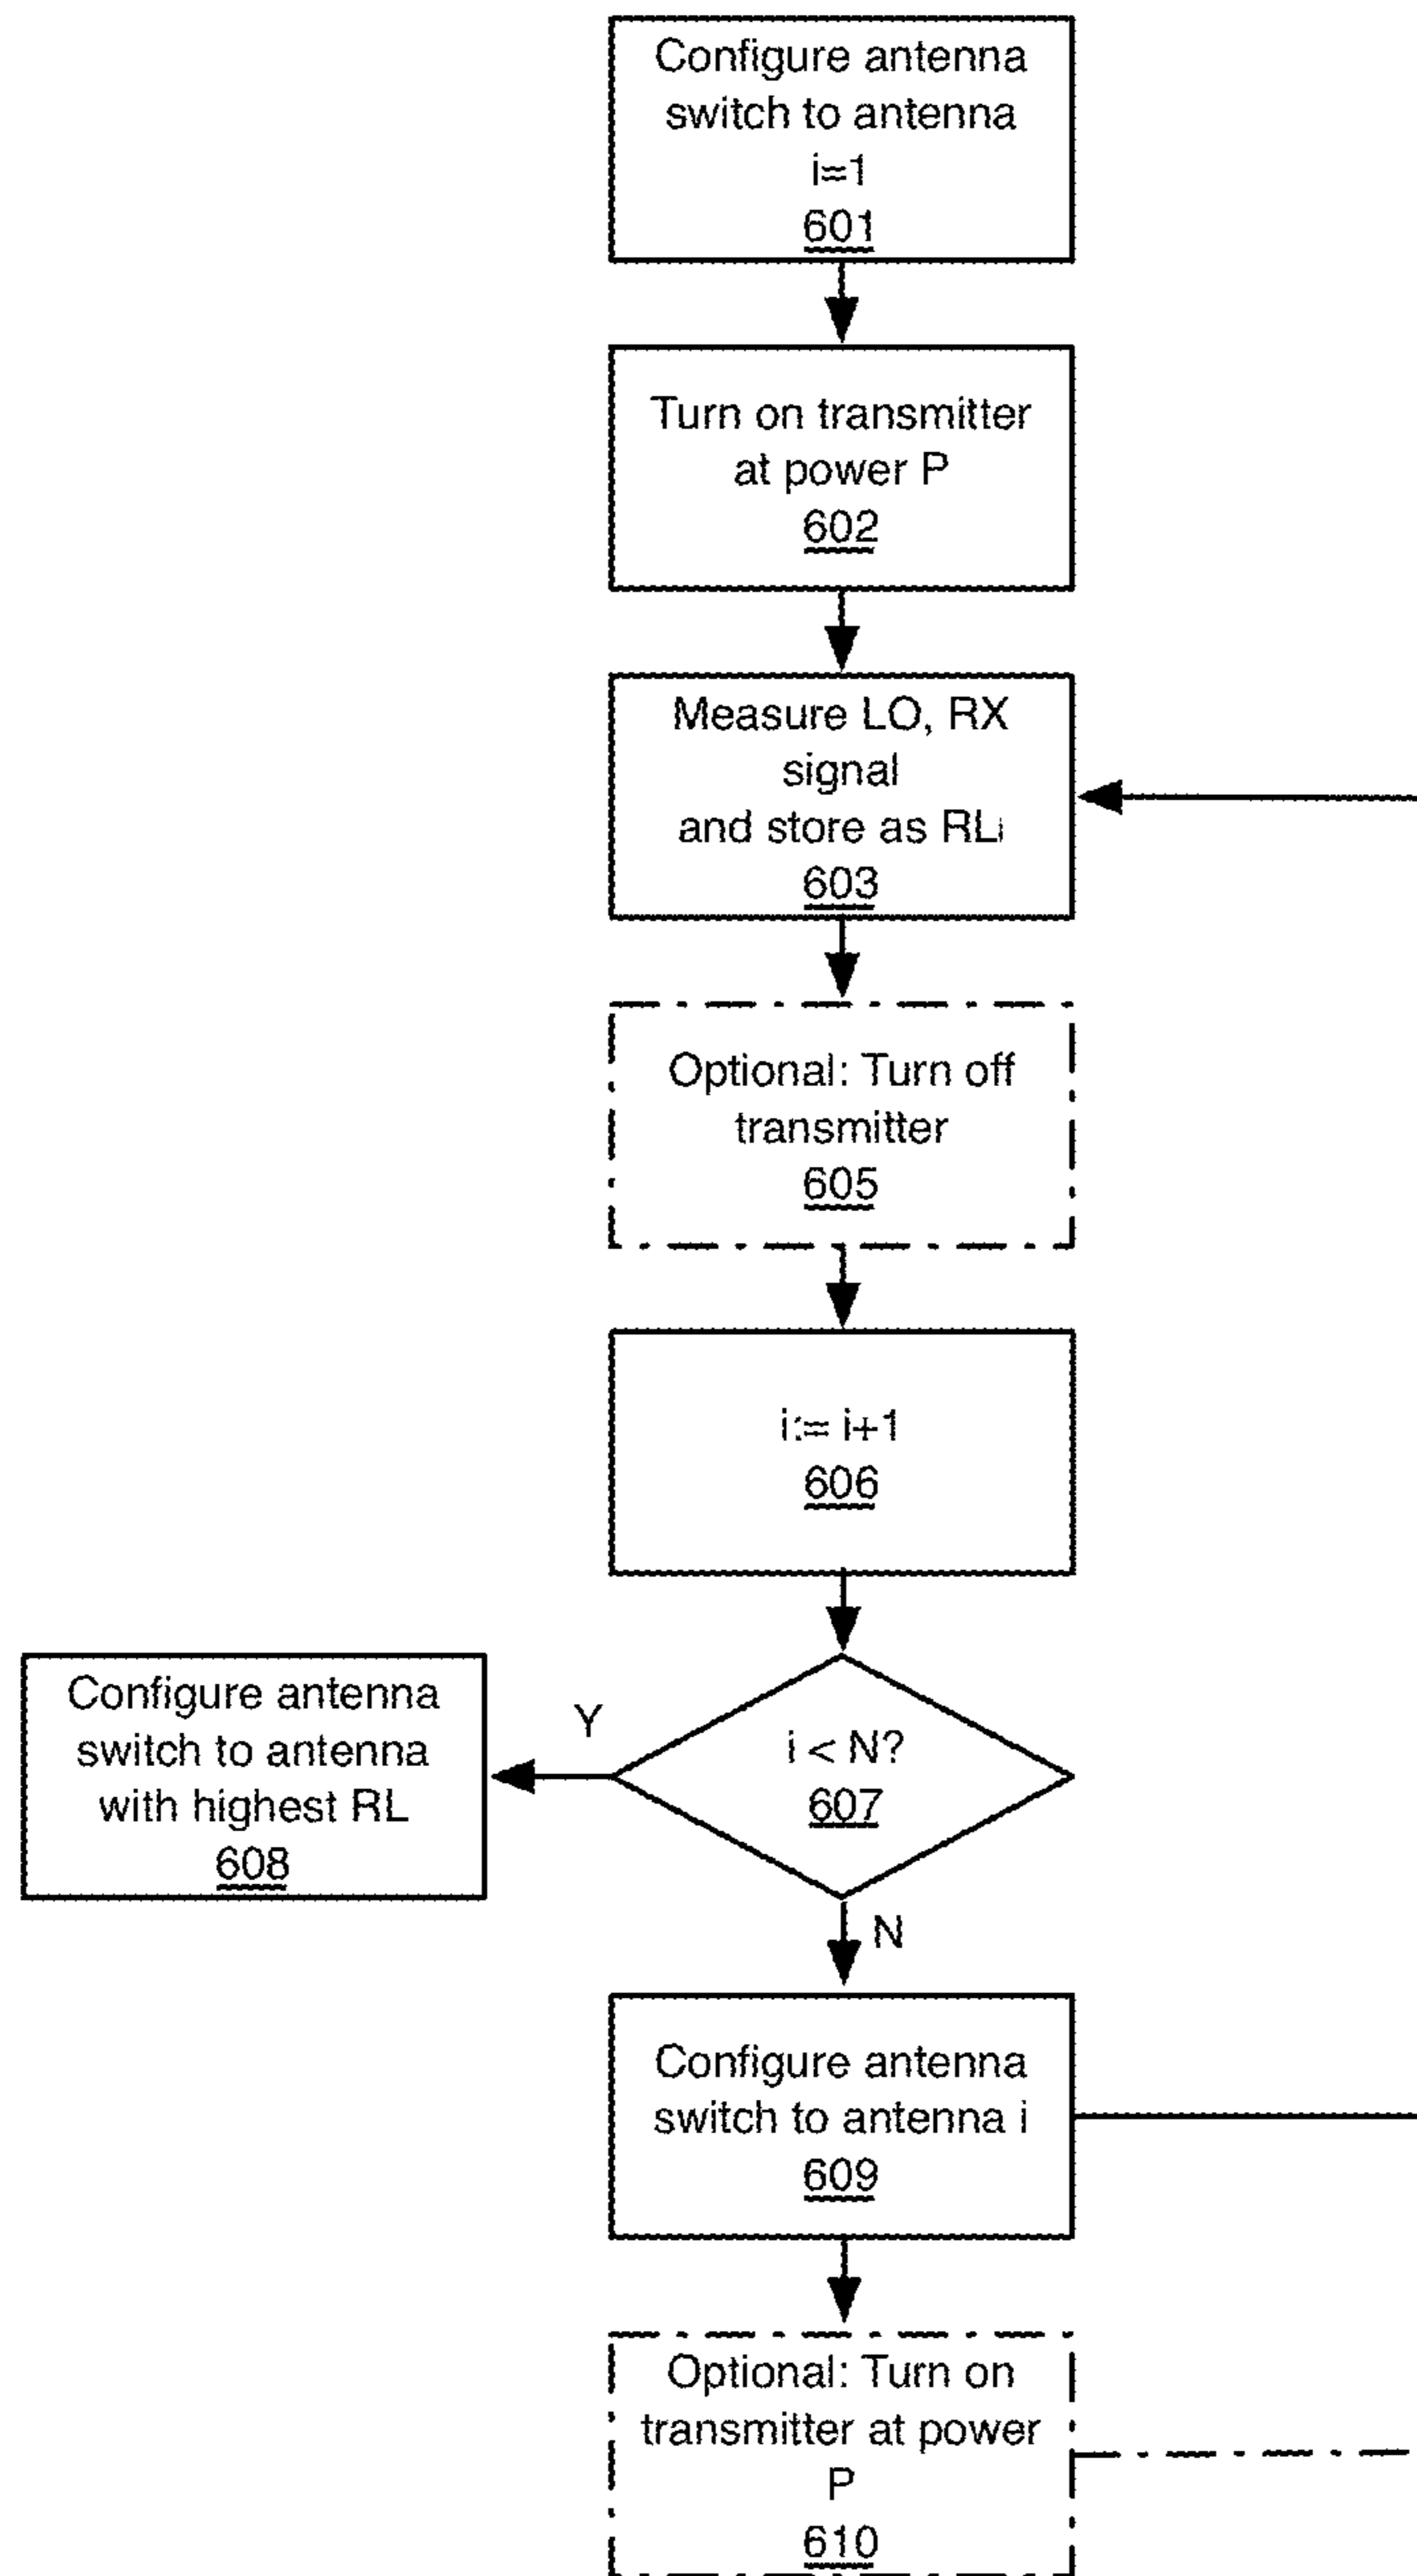 Configure antenna
switch to antenna
i=1
601
Turn on transmitter
at power P
602
Measure LO, RX
signal
and store as RLi
603
Optional: Turn off
transmitter
605
i:= i+1
606
i < N?
607
Y
Configure antenna
switch to antenna
with highest RL
608
N
Configure antenna
switch to antenna i
609
Optional: Turn on
transmitter at power
P
610